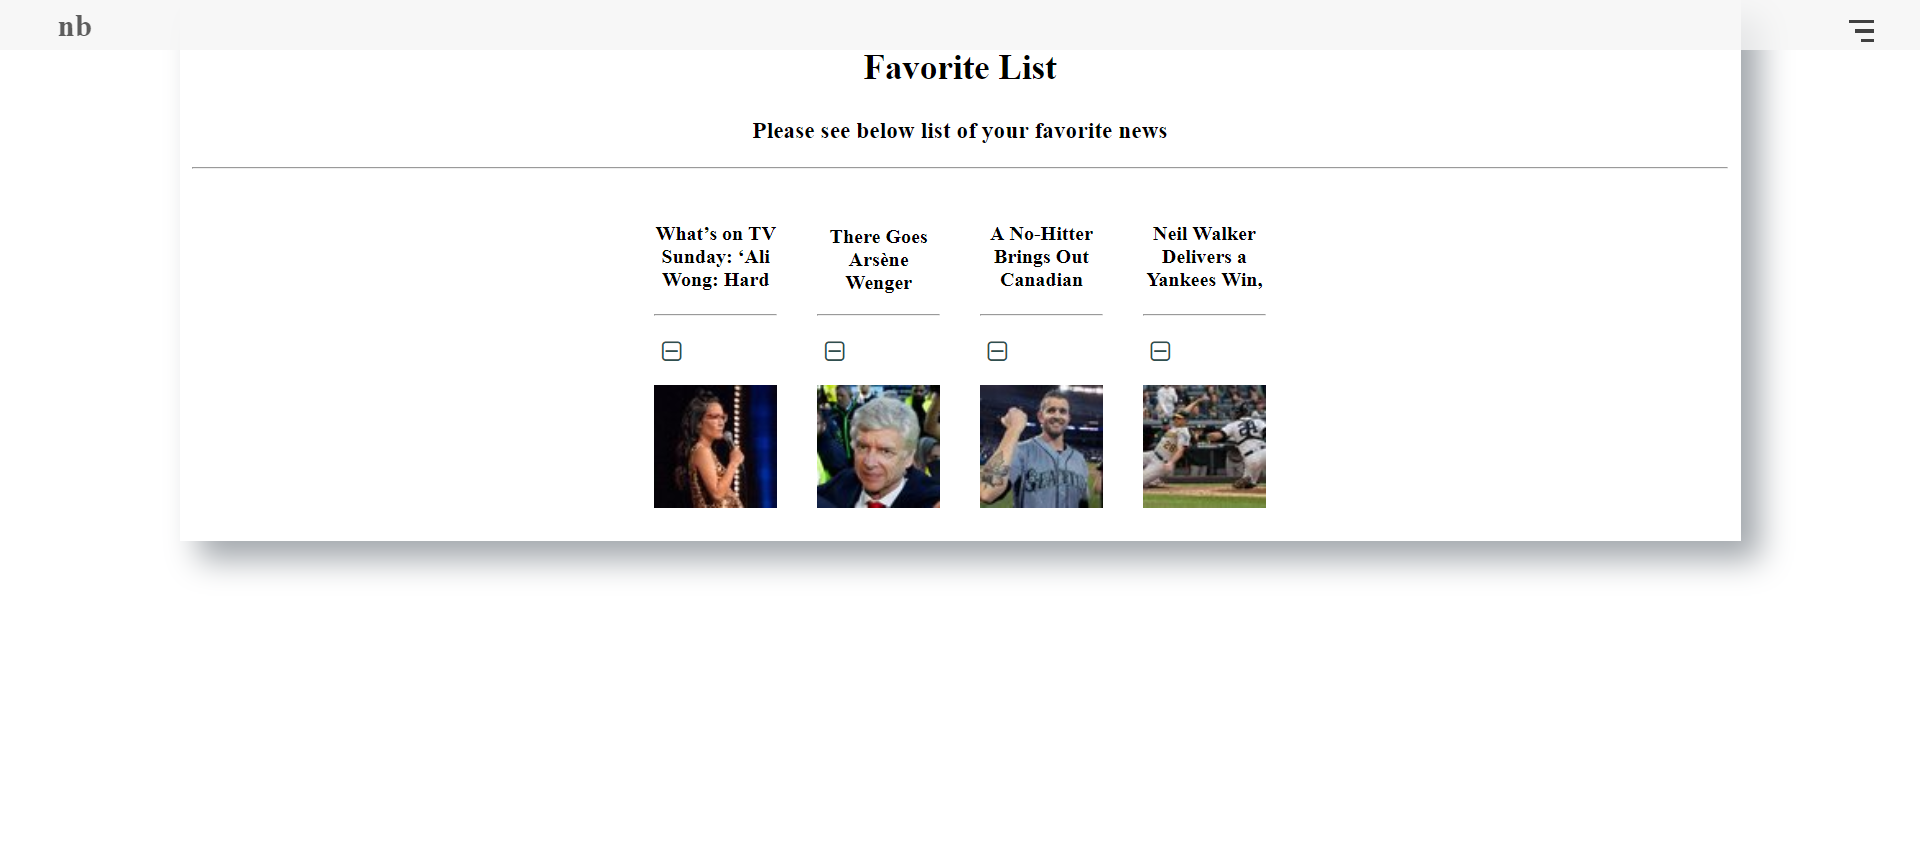 nb
Favorite List
Please see below list of your favorite news
What’s on TV
Sunday: ‘Ali
Wong: Hard
There Goes
Arsène
Wenger
A No-Hitter
Brings Out
Canadian
Neil Walker
Delivers a
Yankees Win,